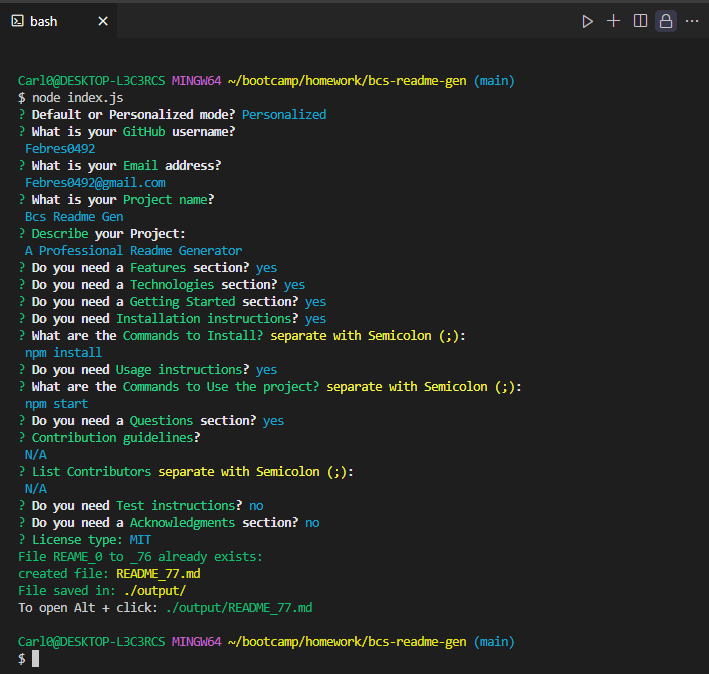 bash
Carl0@DESKTOP-L3C3RCS MINGW64 ~/bootcamp/homework/bcs-readme-gen (main)
$ node index.js
? Default or Personalized mode? Personalized
? What is your GitHub username?
Febres0492
? What is your Email address?
Febres0492@gmail.com
? What is your Project name?
Bcs Readme Gen
? Describe your Project:
A Professional Readme Generator
? Do you need a Features section? yes
? Do you need a Technologies section? yes
? Do you need a Getting Started section? yes
? Do you need Installation instructions? yes
? What are the Commands to Install? separate with Semicolon (;):
npm install
? Do you need Usage instructions? yes
? What are the Commands to Use the project? separate with Semicolon (;):
npm start
? Do you need a Questions section? yes
? Contribution guidelines?
N/A
? List Contributors separate with Semicolon (;):
N/A
? Do you need Test instructions? no
? Do you need a Acknowledgments section? no
? License type: MIT
File REAME_0 to _76 already exists:
created file: README_77.md
File saved in: ./output/
To open Alt + click: ./output/README_77.md
Carl0@DESKTOP-L3C3RCS MINGW64 ~/bootcamp/homework/bcs-readme-gen (main)
$